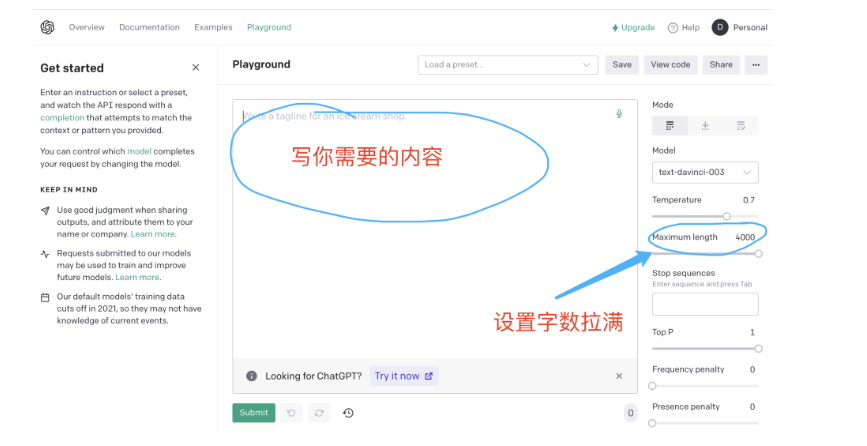 Overview Documentation Examples Playground Upgrade Help D Personal
Get started
Enter an instruction or select a preset,
and watch the API respond with a
completion that attempts to match the
context or pattern you provided.
You can control which model completes
your request by changing the model.
KEEP IN MIND
Use good judgment when sharing
outputs, and attribute them to your
name or company. Learn more.
Requests submitted to our models
may be used to train and improve
future models. Learn more.
Our default models' training data
cuts off in 2021, so they may not have
knowledge of current events.
Playground Load a preset... Save View code Share ...
Write a tagline for an ice cream shop.
写你需要的内容
设置字数拉满
Looking for ChatGPT? Try it now
Submit 0
Mode
Model
text-davinci-003
Temperature 0.7
Maximum length 4000
Stop sequences
Enter sequence and press Tab
Top P 1
Frequency penalty 0
Presence penalty 0